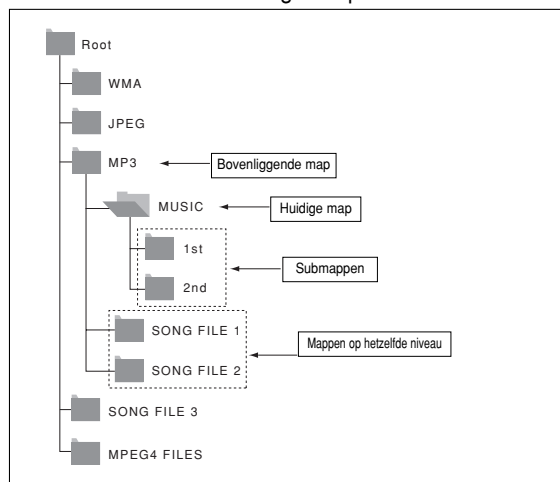 Root
WMA
JPEG
MP3
Bovenliggende map
MUSIC
Huidige map
1st
Submappen
2nd
SONG FILE 1
Mappen op hetzelfde niveau
SONG FILE 2
SONG FILE 3
MPEG4 FILES